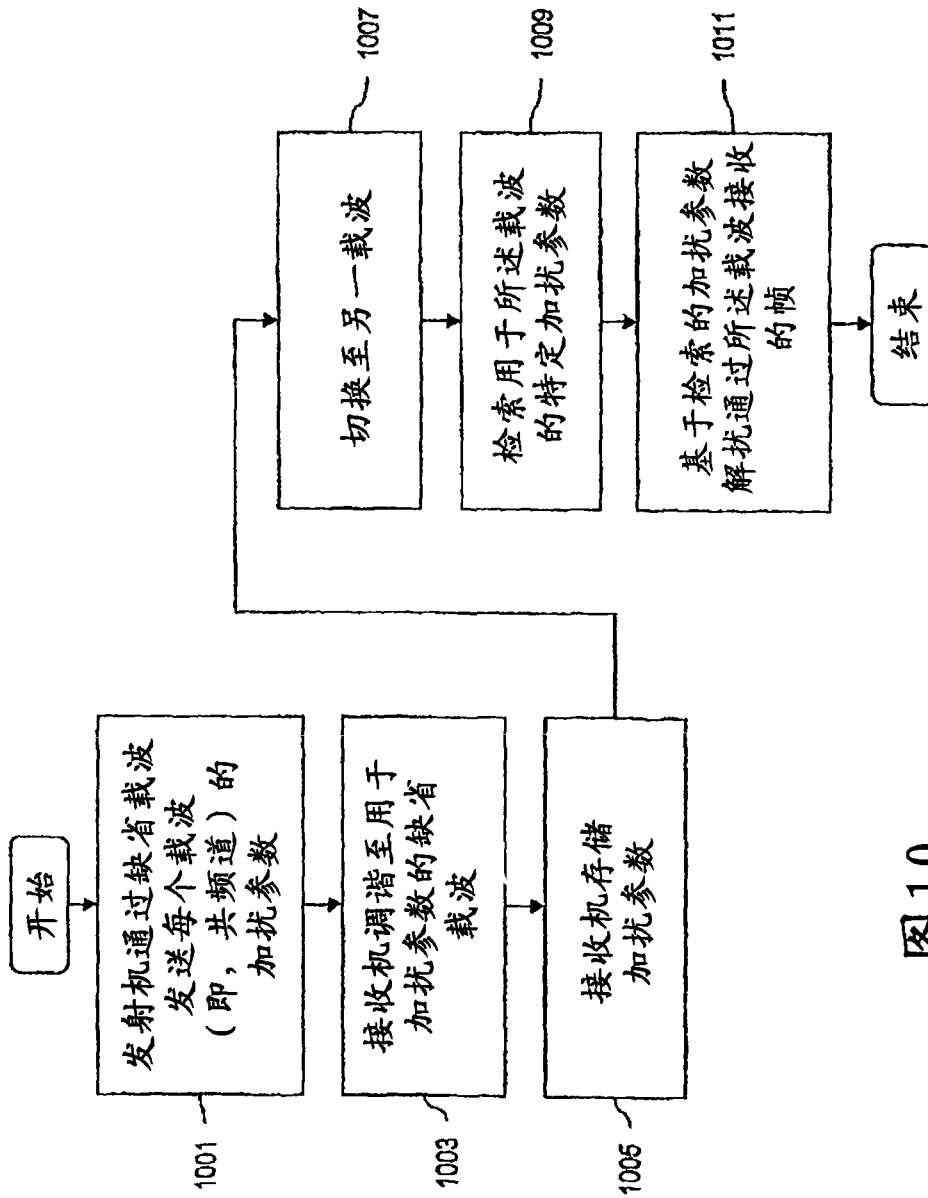 开始
发射机通过缺省载波
发送每个载波
(即，共频道)的
加扰参数
1001
接收机调谐至用于
加扰参数的缺省
载波
1003
接收机存储
加扰参数
1005
切换至另一载波
1007
检索用于所述载波
的特定加扰参数
1009
基于检索的加扰参数
解扰通过所述载波接收
的帧
1011
结束
图10